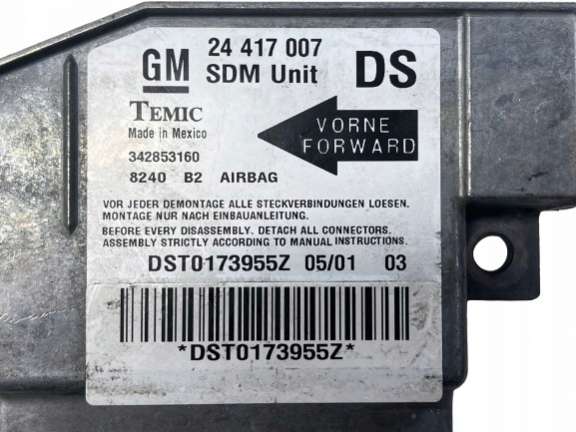 GM 24 417 007 DS
SDM Unit
TEMIC
Made in Mexico
VORNE
FORWARD
342853160
8240 B2 AIRBAG
VOR JEDER DEMONTAGE ALLE STECKVERBINDUNGEN LOESEN.
MONTAGE NUR NACH EINBAUANLEITUNG.
BEFORE EVERY DISASSEMBLY. DETACH ALL CONNECTORS.
ASSEMBLY STRICTLY ACCORDING TO MANUAL INSTRUCTIONS.
DST0173955Z 05/01 03
*DST0173955Z*